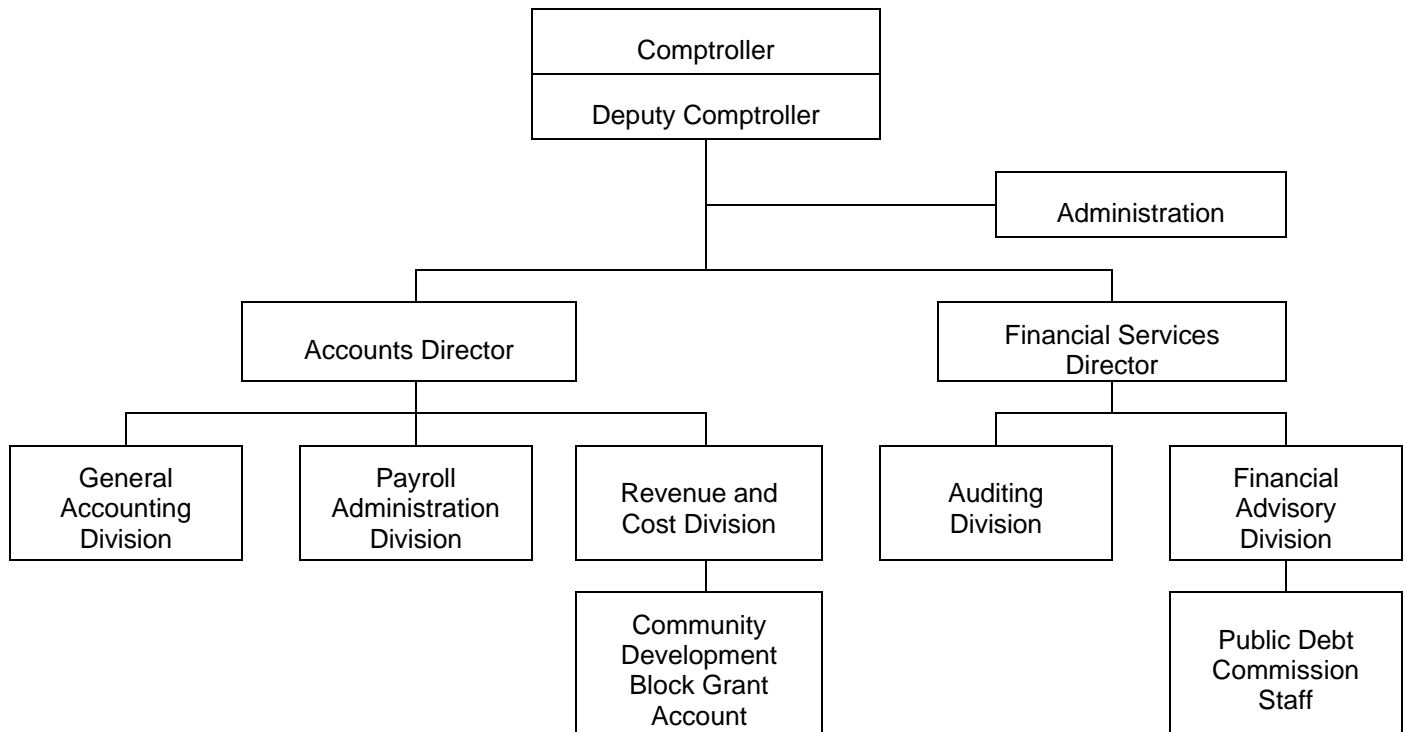 Comptroller
Deputy Comptroller
Administration
Accounts Director
Financial Services
Director
General
Accounting
Division
Payroll
Administration
Division
Revenue and
Cost Division
Auditing
Division
Financial
Advisory
Division
Community
Development
Block Grant
Account
Public Debt
Commission
Staff